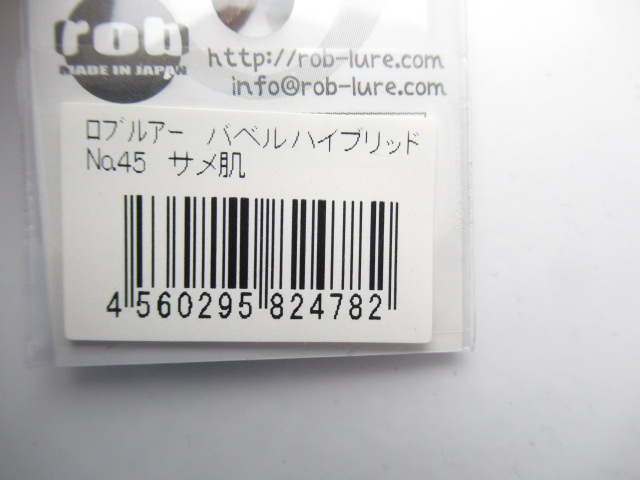 rob
MADE IN JAPAN
http://rob-lure.com
info@rob-lure.com
ロブルアー バベルハイブリッド
No.45 サメ肌
4 560295 824782